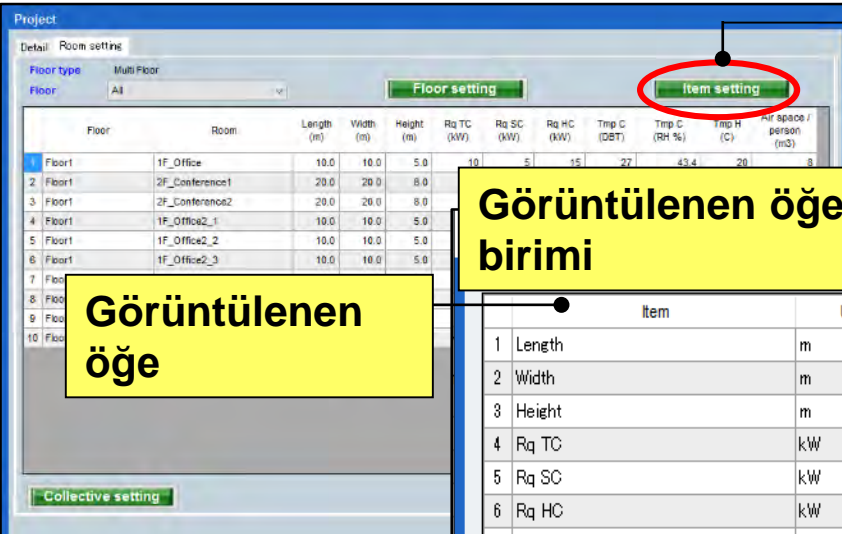 Project
Detail Room setting
Floor type Multi Floor
Floor All
Floor setting
Item setting
Floor Room Length (m) Width (m) Height (m) Rq TC (kW) Rq SC (kW) Rq HC (kW) Tmp C (DBT) Tmp C (RH %) Tmp H (C) Air space / person (m3)
1 Floor1 1F_Office 10.0 10.0 5.0 10 5 15 27 43.4 20 8
2 Floor1 2F_Conference1 20.0 20.0 8.0
3 Floor1 2F_Conference2 20.0 20.0 8.0
4 Floor1 1F_Office2_1 10.0 10.0 5.0
5 Floor1 1F_Office2_2 10.0 10.0 5.0
6 Floor1 1F_Office2_3 10.0 10.0 5.0
7
8
9
10
Görüntülenen öğe
birimi
Görüntülenen
öğe
Item
1 Length m
2 Width m
3 Height m
4 Rq TC kW
5 Rq SC kW
6 Rq HC kW
Collective setting